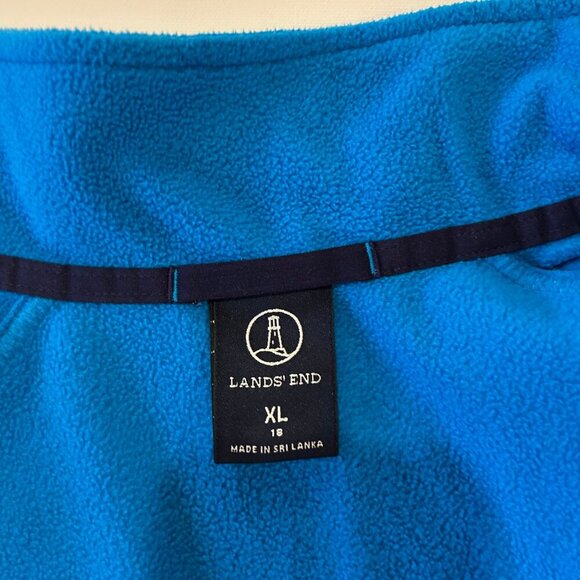 LANDS' END
XL
18
MADE IN SRI LANKA